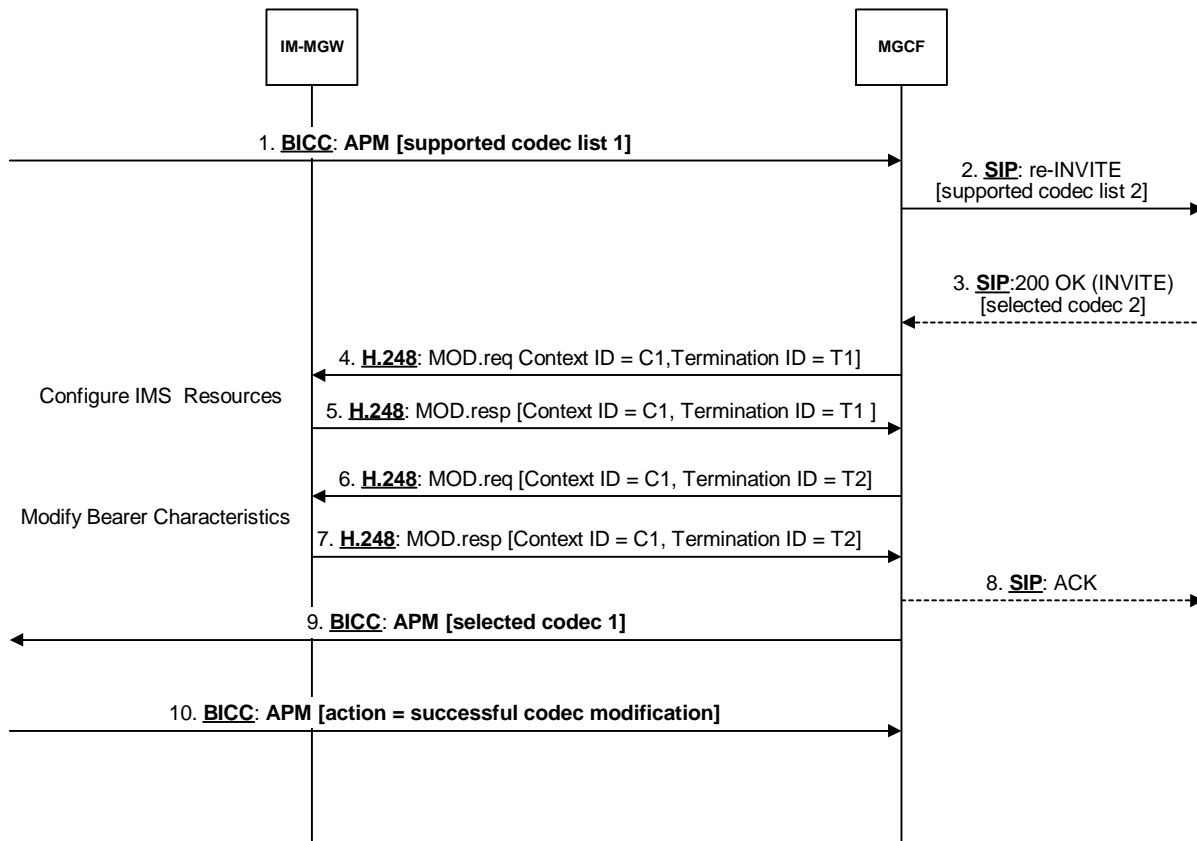 IM-MGW
MGCF
1. BICC: APM [supported codec list 1]
2. SIP: re-INVITE
[supported codec list 2]
3. SIP:200 OK (INVITE)
[selected codec 2]
4. H.248: MOD.req Context ID = C1,Termination ID = T1]
Configure IMS Resources
5. H.248: MOD.resp [Context ID = C1, Termination ID = T1 ]
6. H.248: MOD.req [Context ID = C1, Termination ID = T2]
Modify Bearer Characteristics
7. H.248: MOD.resp [Context ID = C1, Termination ID = T2]
8. SIP: ACK
9. BICC: APM [selected codec 1]
10. BICC: APM [action = successful codec modification]